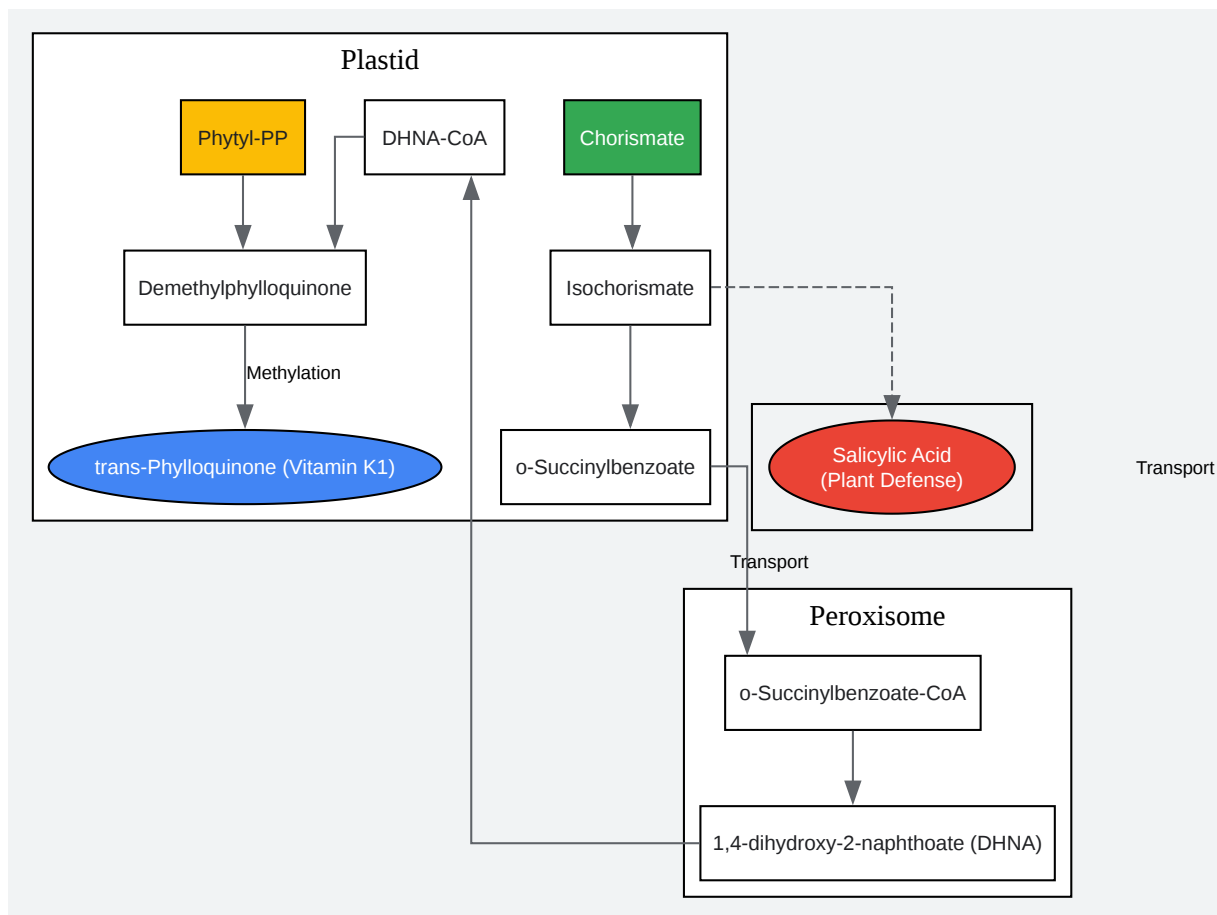 Plastid
Phytyl-PP
DHNA-CoA
Chorismate
Demethylphylloquinone
Isochorismate
Methylation
trans-Phylloquinone (Vitamin K1)
o-Succinylbenzoate
Salicylic Acid
(Plant Defense)
Transport
Transport
Peroxisome
o-Succinylbenzoate-CoA
1,4-dihydroxy-2-naphthoate (DHNA)